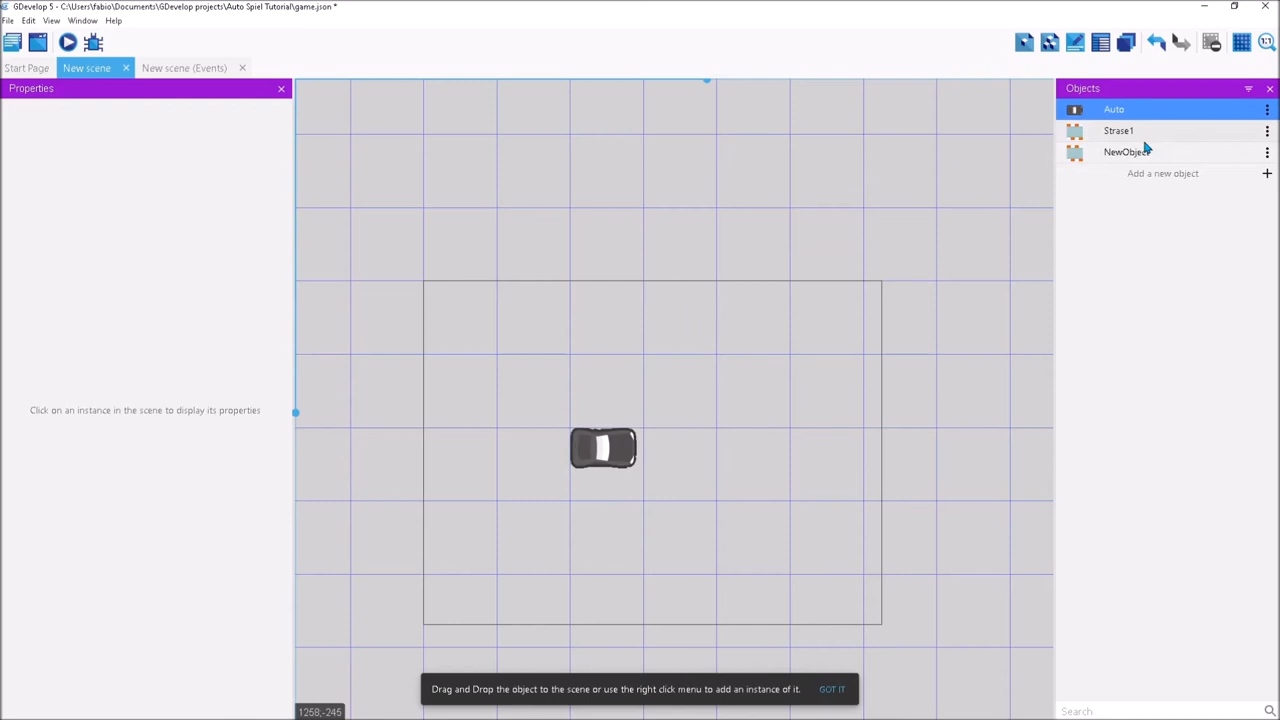 GDevelop 5 - C:\Users\fabio\Documents\GDevelop projects\Auto Spiel Tutorial\game.json *
File Edit View Window Help
Start Page New scene New scene (Events)
Properties
Objects
Auto
Strase1
NewObject
Add a new object
Click on an instance in the scene to display its properties
Drag and Drop the object to the scene or use the right click menu to add an instance of it. GOT IT
1258;-245
Search
1:1